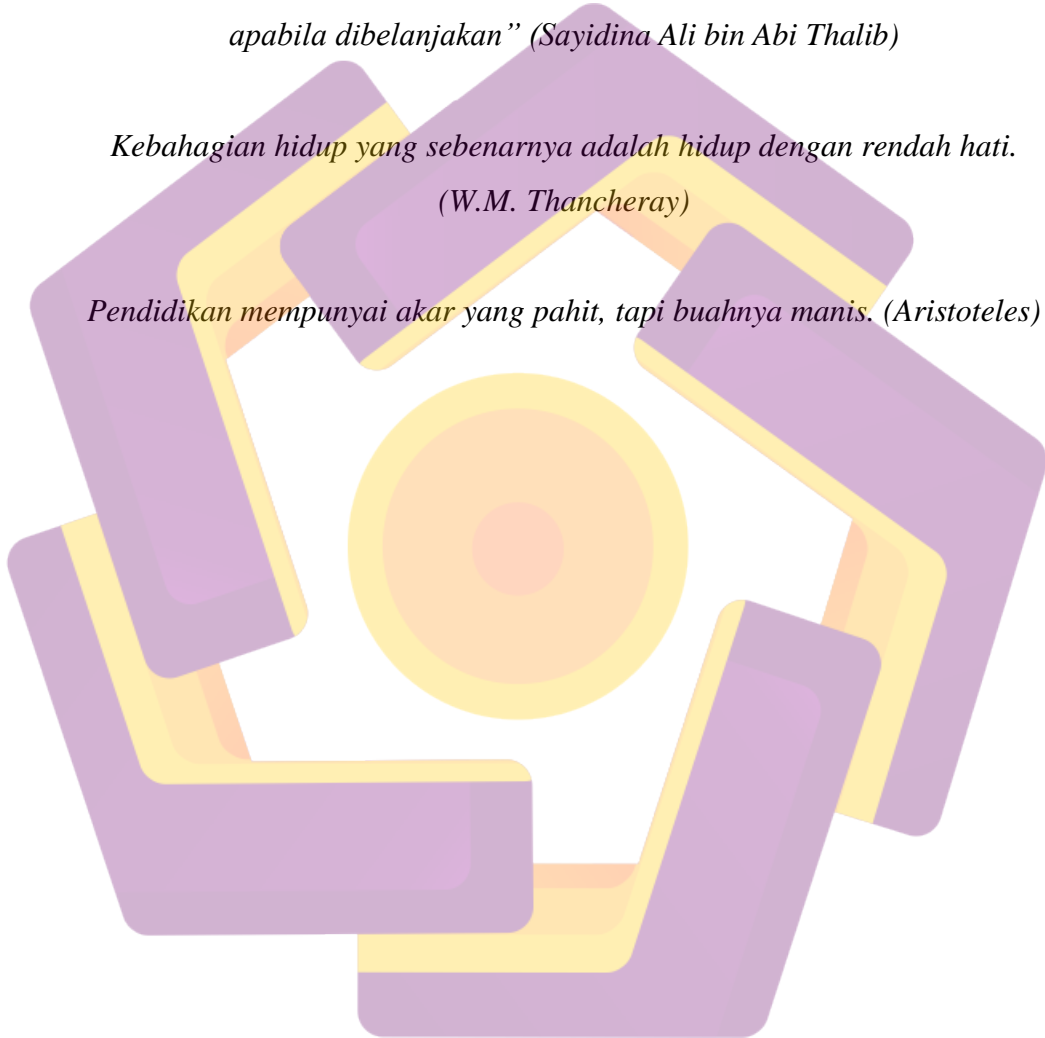 apabila dibelanjakan” (Sayidina Ali bin Abi Thalib)
Kebahagian hidup yang sebenarnya adalah hidup dengan rendah hati.
(W.M. Thancheray)
Pendidikan mempunyai akar yang pahit, tapi buahnya manis. (Aristoteles)